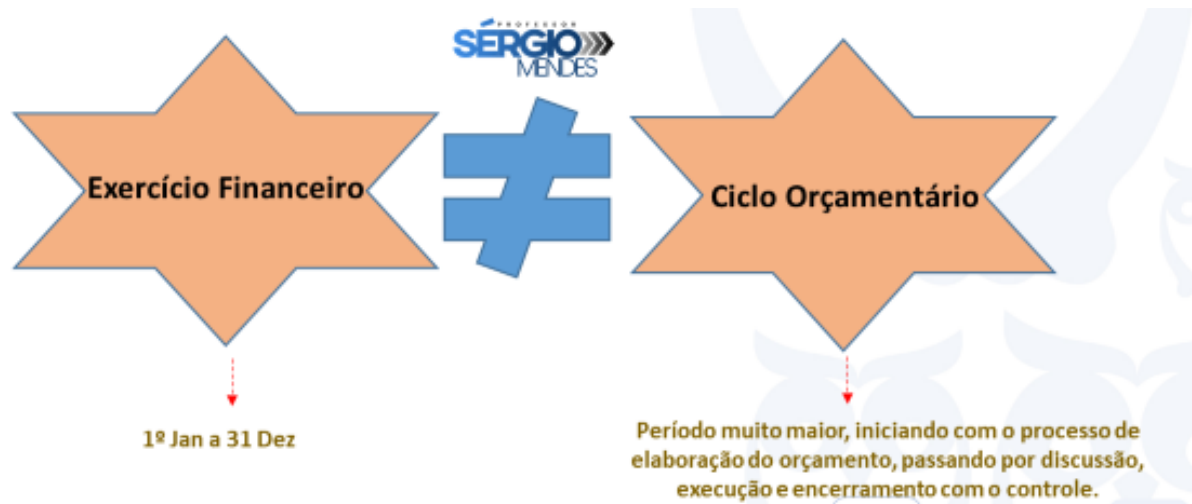 PROFESSOR
SÉRGIO
MENDES
Exercício Financeiro
Ciclo Orçamentário
1º Jan a 31 Dez
Período muito maior, iniciando com o processo de
elaboração do orçamento, passando por discussão,
execução e encerramento com o controle.